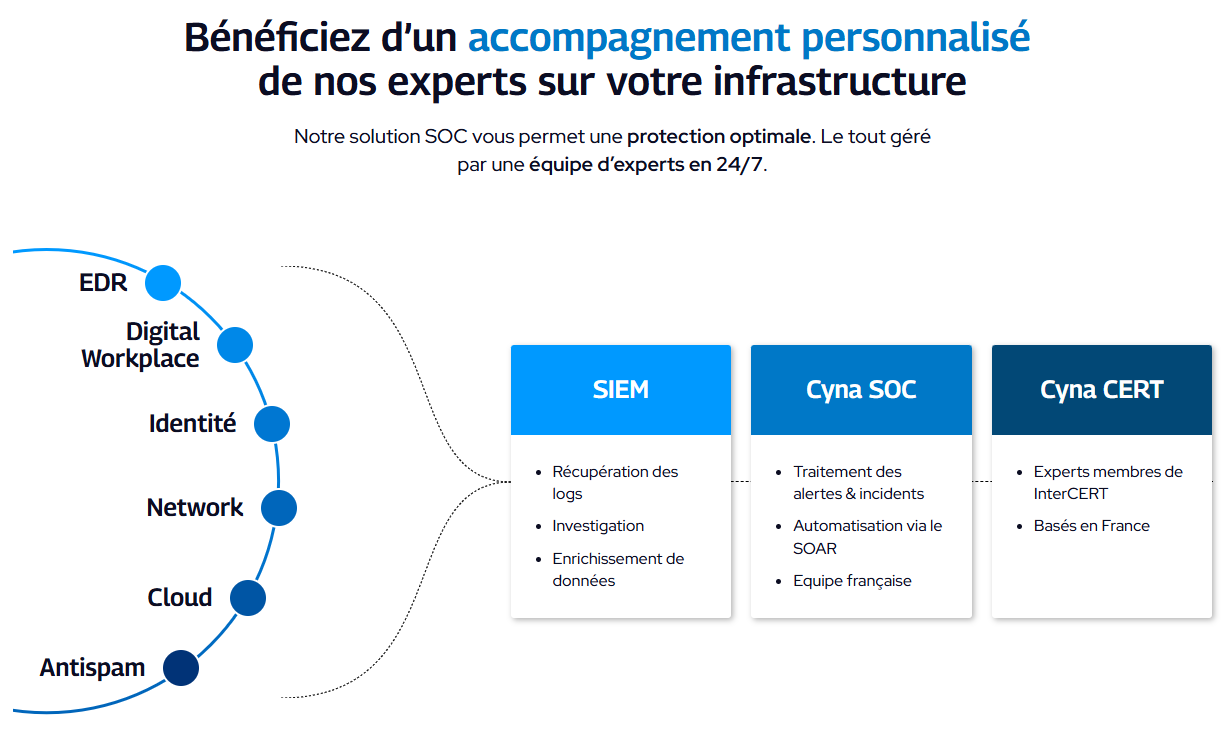 Bénéficiez d'un accompagnement personnalisé
de nos experts sur votre infrastructure
Notre solution SOC vous permet une protection optimale. Le tout géré
par une équipe d'experts en 24/7.
EDR
Digital
Workplace
Identité
Network
Cloud
Antispam
SIEM
Récupération des
logs
Investigation
Enrichissement de
données
Cyna SOC
Traitement des
alertes & incidents
Automatisation via le
SOAR
Equipe française
Cyna CERT
Experts membres de
InterCERT
Basés en France